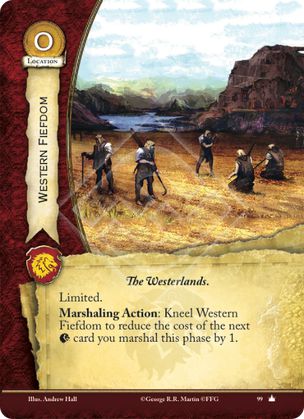 0
LOCATION
WESTERN FIEFDOM
The Westerlands.
Limited.
Marshaling Action: Kneel Western
Fiefdom to reduce the cost of the next
card you marshal this phase by 1.
Illus. Andrew Hall
©George R.R. Martin ©FFG
99